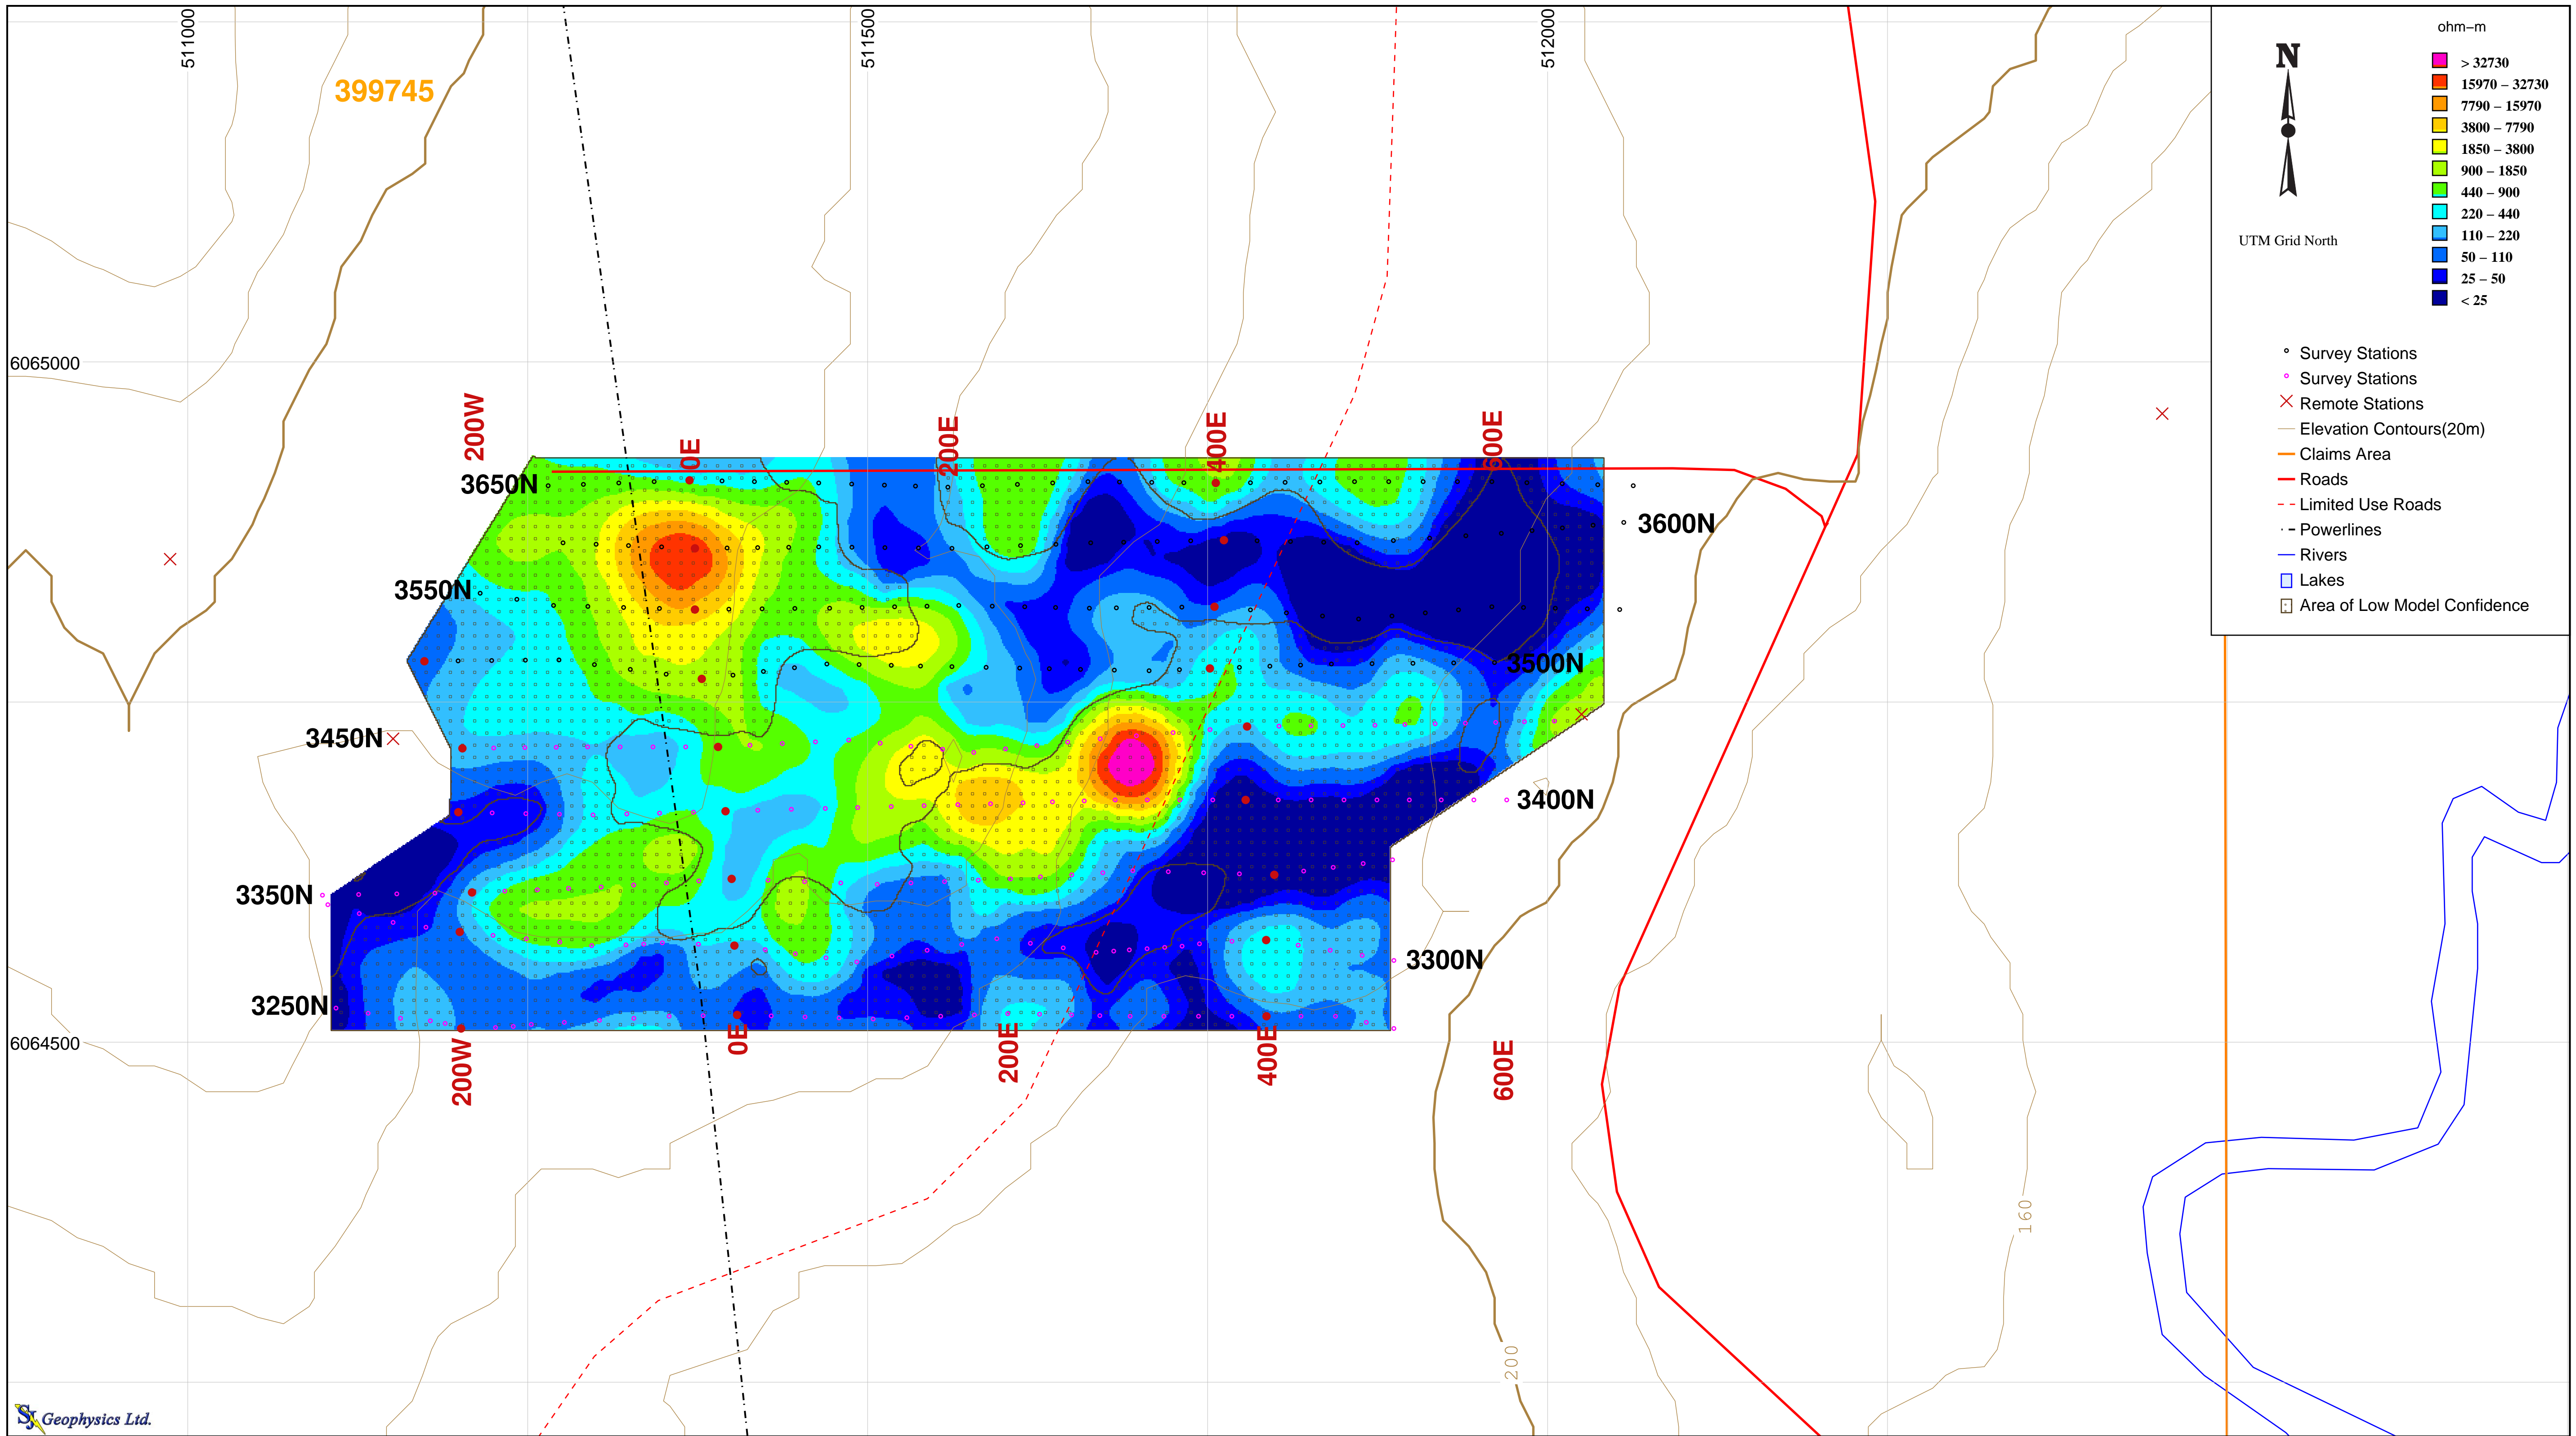 511000
511500
512000
399745
6065000
6064500
200W
0E
200E
400E
600E
3650N
3600N
3550N
3500N
3450N
3400N
3350N
3300N
3250N
200W
0E
200E
400E
600E
160
200
N
UTM Grid North
ohm-m
> 32730
15970 – 32730
7790 – 15970
3800 – 7790
1850 – 3800
900 – 1850
440 – 900
220 – 440
110 – 220
50 – 110
25 – 50
< 25
Survey Stations
Survey Stations
Remote Stations
Elevation Contours(20m)
Claims Area
Roads
Limited Use Roads
Powerlines
Rivers
Lakes
Area of Low Model Confidence
SJ Geophysics Ltd.